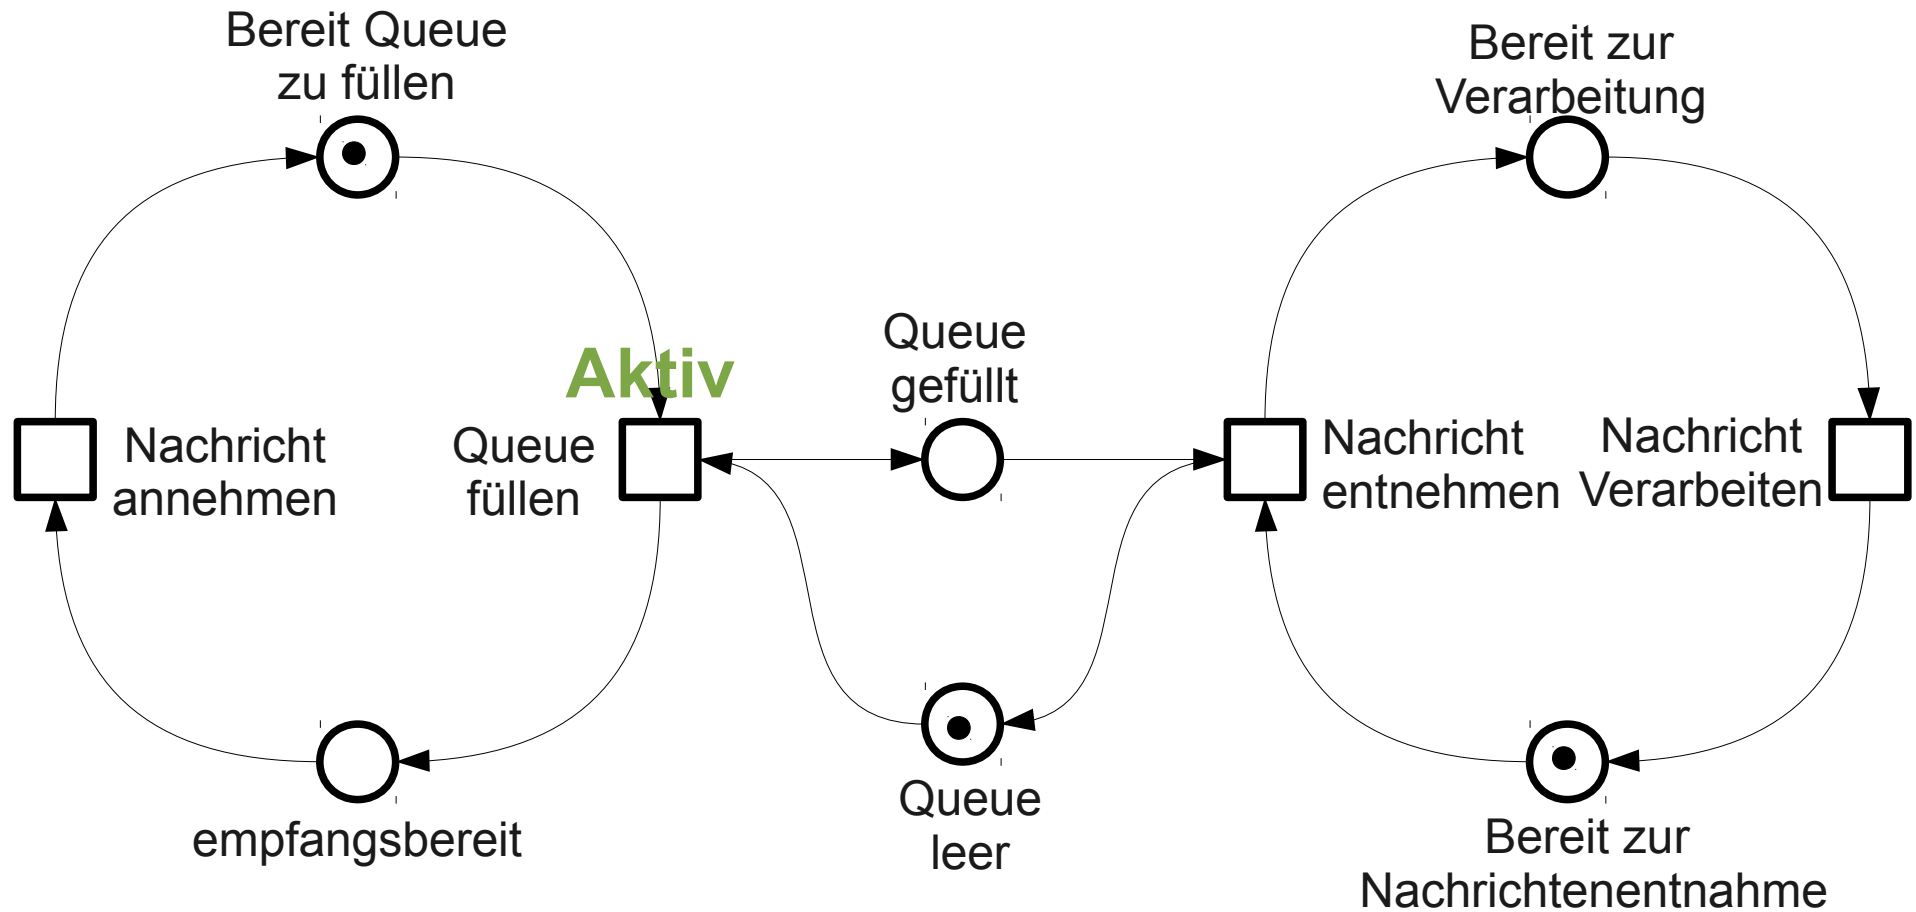 Bereit Queue
zu füllen
Bereit zur
Verarbeitung
Aktiv
Queue
gefüllt
Nachricht
annehmen
Queue
füllen
Nachricht
entnehmen
Nachricht
Verarbeiten
empfangsbereit
Queue
leer
Bereit zur
Nachrichtenentnahme